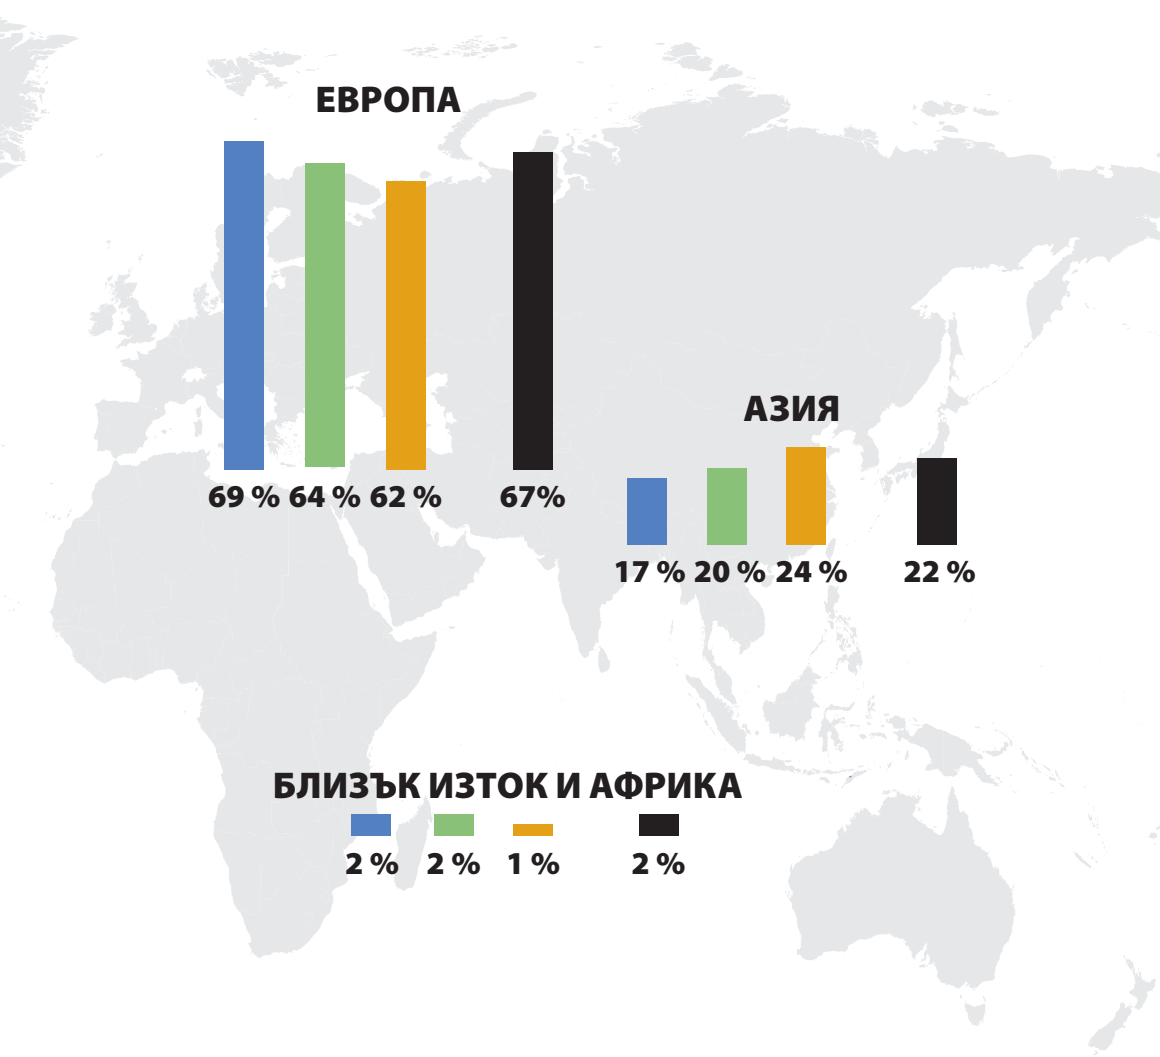 ЕВРОПА
69 % 64 % 62 % 67%
АЗИЯ
17 % 20 % 24 % 22 %
БЛИЗЪК ИЗТОК И АФРИКА
2 % 2 % 1 % 2 %